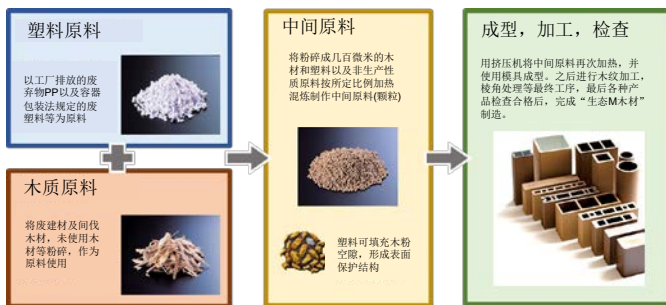 塑料原料
以工厂排放的废
弃物PP以及容器
包装法规定的废
塑料等为原料
木质原料
将废建材及间伐
木材，未使用木
材等粉碎，作为
原料使用
中间原料
将粉碎成几百微米的木
材和塑料以及非生产性
质原料按所定比例加热
混炼制作中间原料(颗粒)
塑料可填充木粉
空隙，形成表面
保护结构
成型，加工，检查
用挤压机将中间原料再次加热，并
使用模具成型。之后进行木纹加工，
棱角处理等最终工序，最后各种产
品检查合格后，完成“生态M木材”
制造。